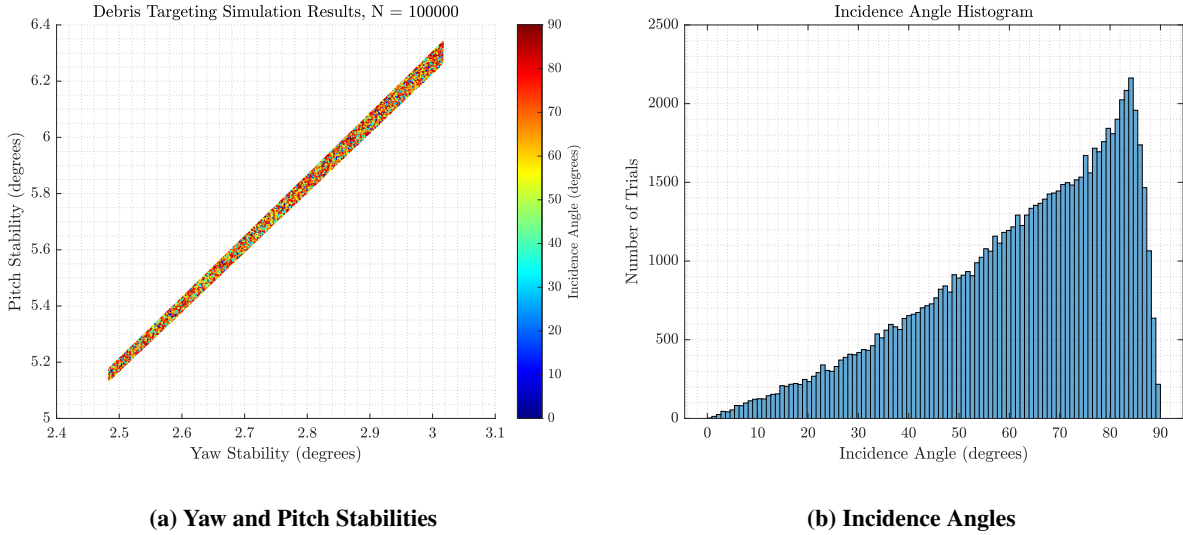 Debris Targeting Simulation Results, N = 100000
6.4
6.2
6
5.8
5.6
5.4
5.2
5
Pitch Stability (degrees)
2.4 2.5 2.6 2.7 2.8 2.9 3 3.1
Yaw Stability (degrees)
90
80
70
60
50
40
30
20
10
0
Incidence Angle (degrees)
(a) Yaw and Pitch Stabilities
Incidence Angle Histogram
2500
2000
1500
1000
500
0
Number of Trials
0 10 20 30 40 50 60 70 80 90
Incidence Angle (degrees)
(b) Incidence Angles